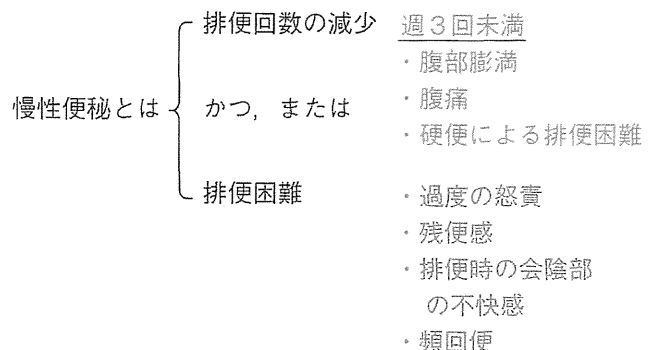 排便回数の減少 週3回未満
・腹部膨満
慢性便秘とは かつ，または ・腹痛
・硬便による排便困難
排便困難 ・過度の怒責
・残便感
・排便時の会陰部
の不快感
・頻回便